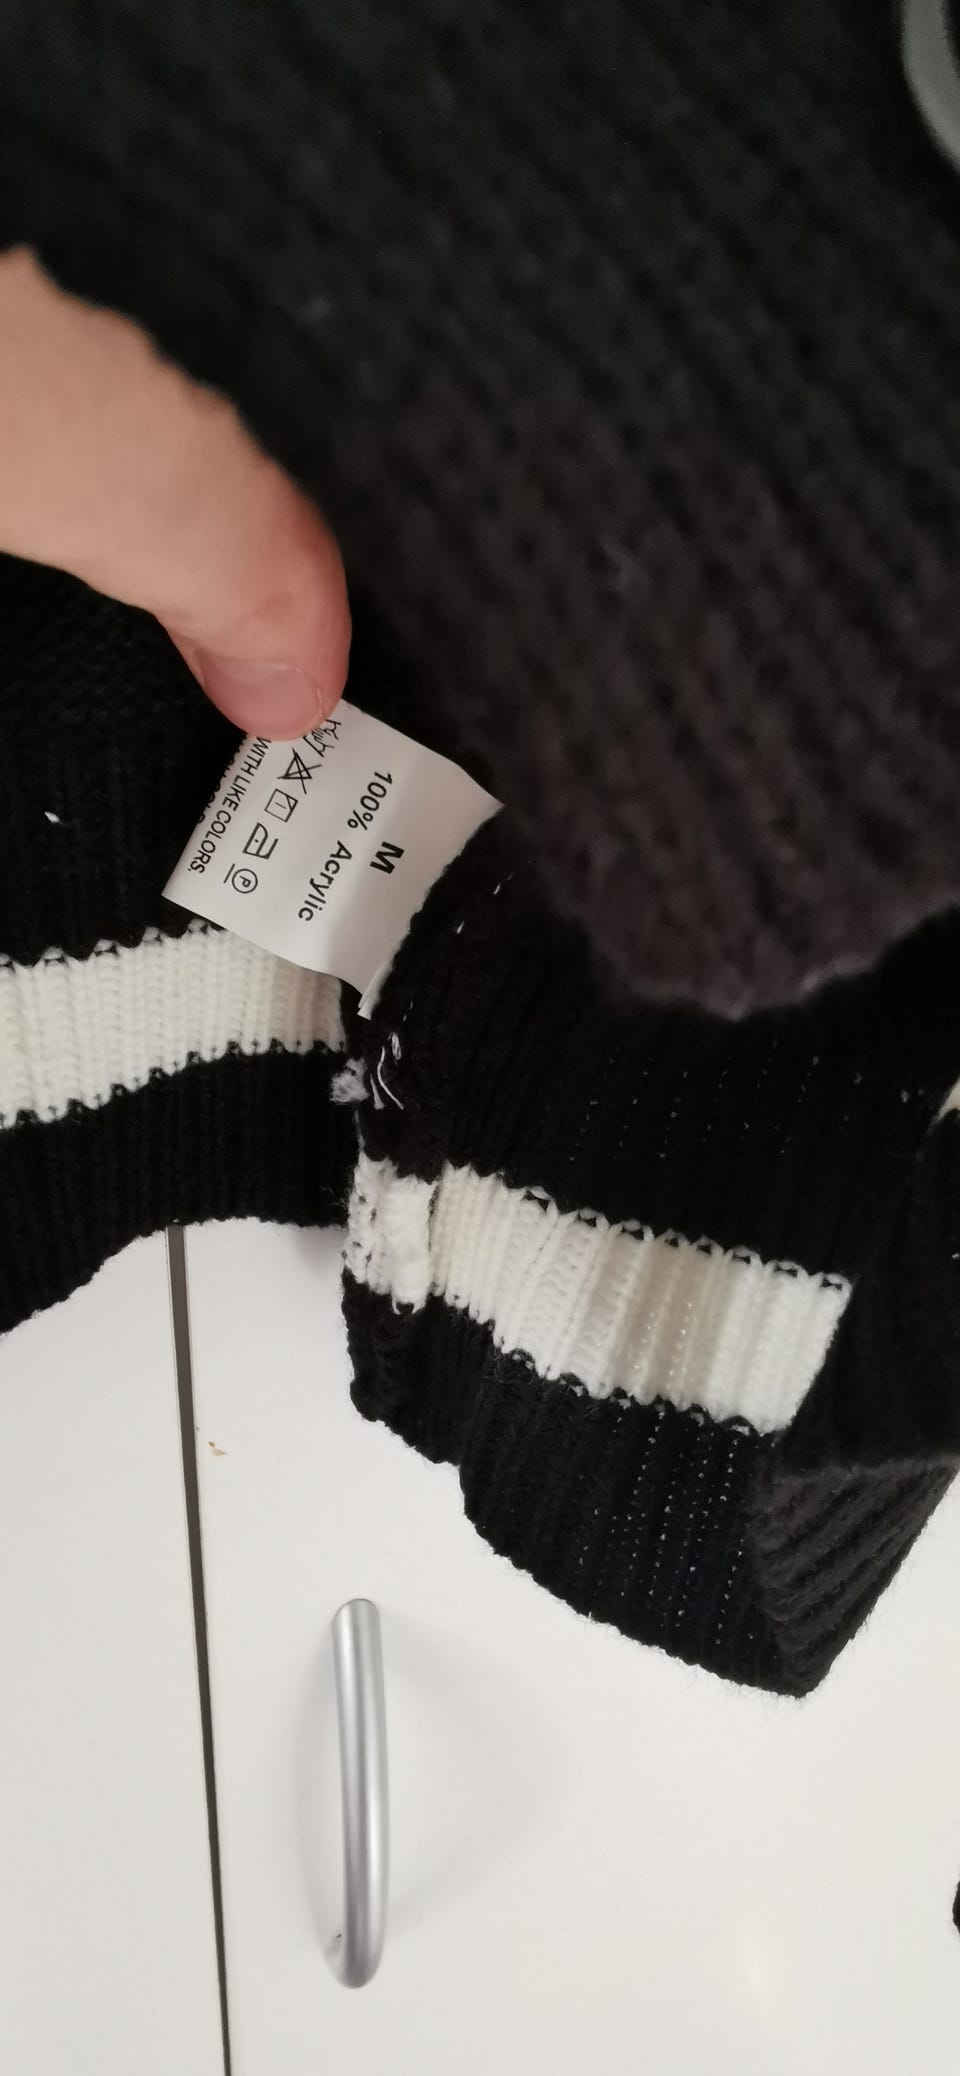 M
100% Acrylic
P
WITH LIKE COLORS.